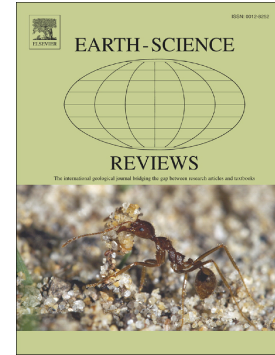 ISSN: 0012-8252
ELSEVIER
EARTH-SCIENCE
REVIEWS
The international geological journal bridging the gap between research articles and textbooks